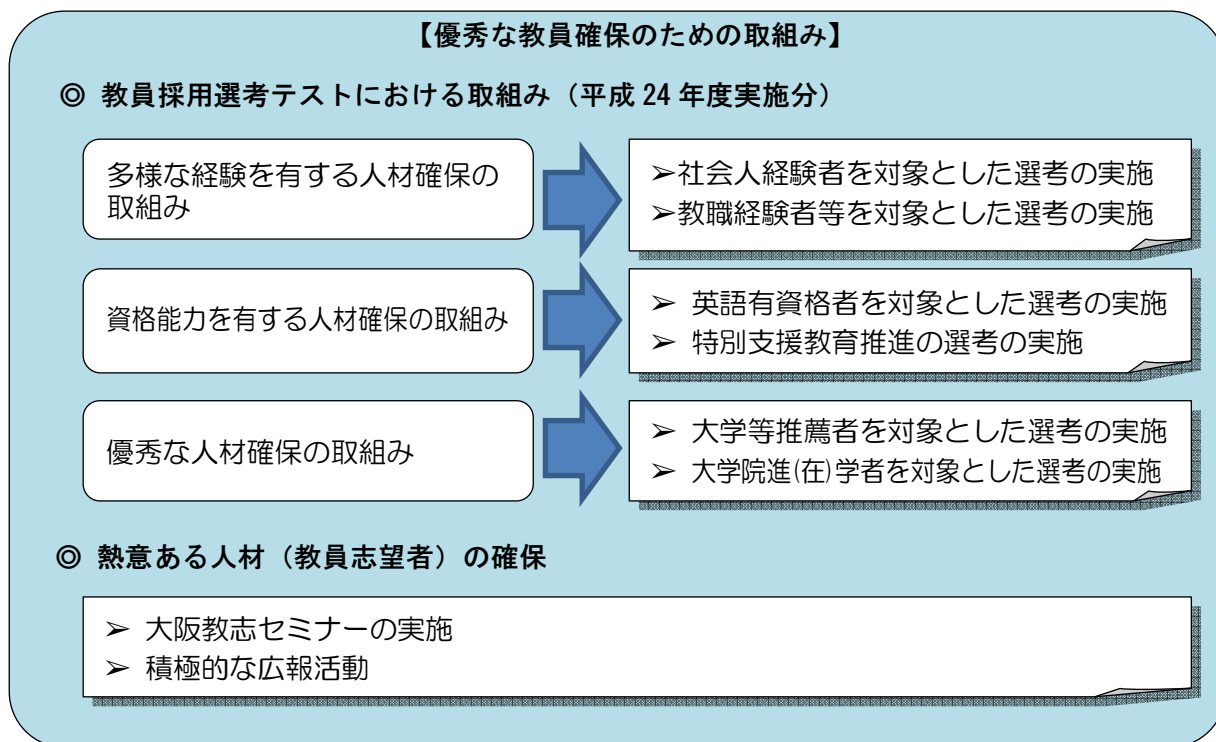 【優秀な教員確保のための取組み】
◎ 教員採用選考テストにおける取組み（平成 24 年度実施分）
多様な経験を有する人材確保の
取組み
➢社会人経験者を対象とした選考の実施
➢教職経験者等を対象とした選考の実施
資格能力を有する人材確保の取組み
➢ 英語有資格者を対象とした選考の実施
➢ 特別支援教育推進の選考の実施
優秀な人材確保の取組み
➢ 大学等推薦者を対象とした選考の実施
➢ 大学院進(在)学者を対象とした選考の実施
◎ 熱意ある人材（教員志望者）の確保
➢ 大阪教志セミナーの実施
➢ 積極的な広報活動